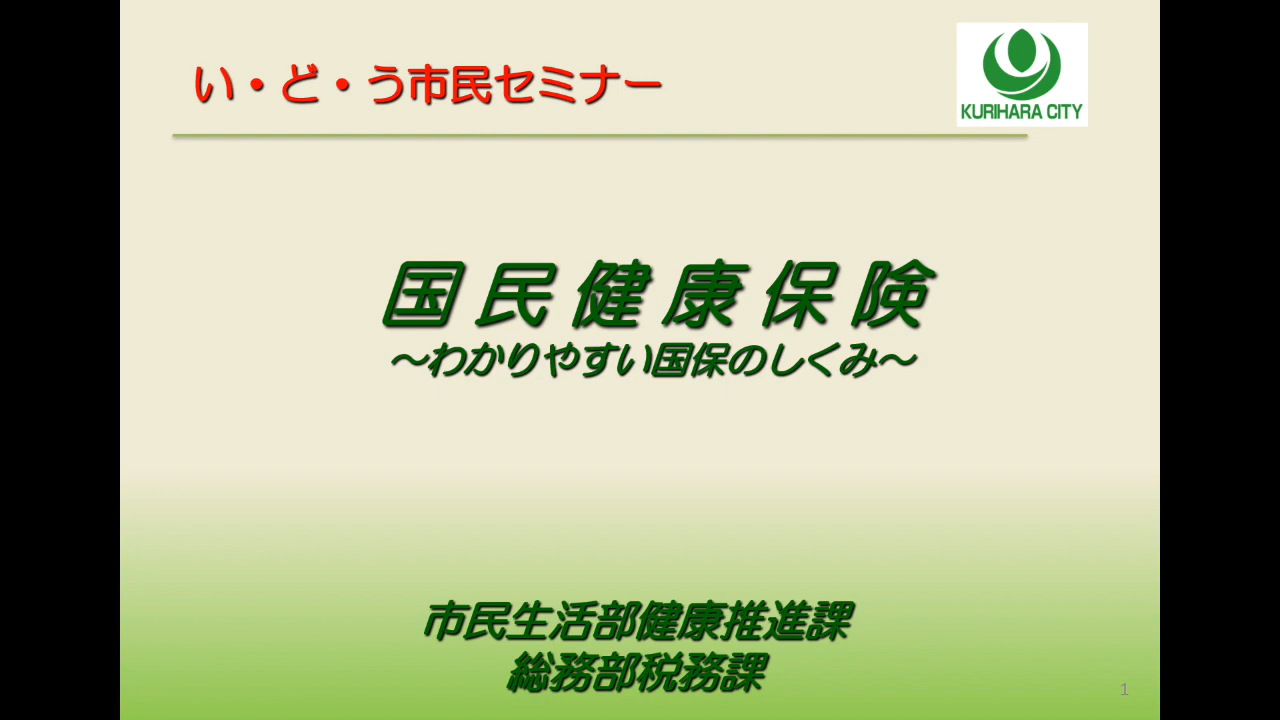 い・ど・う市民セミナー
KURIHARA CITY
国民健康保険
～わかりやすい国保のしくみ～
市民生活部健康推進課
総務部税務課
1